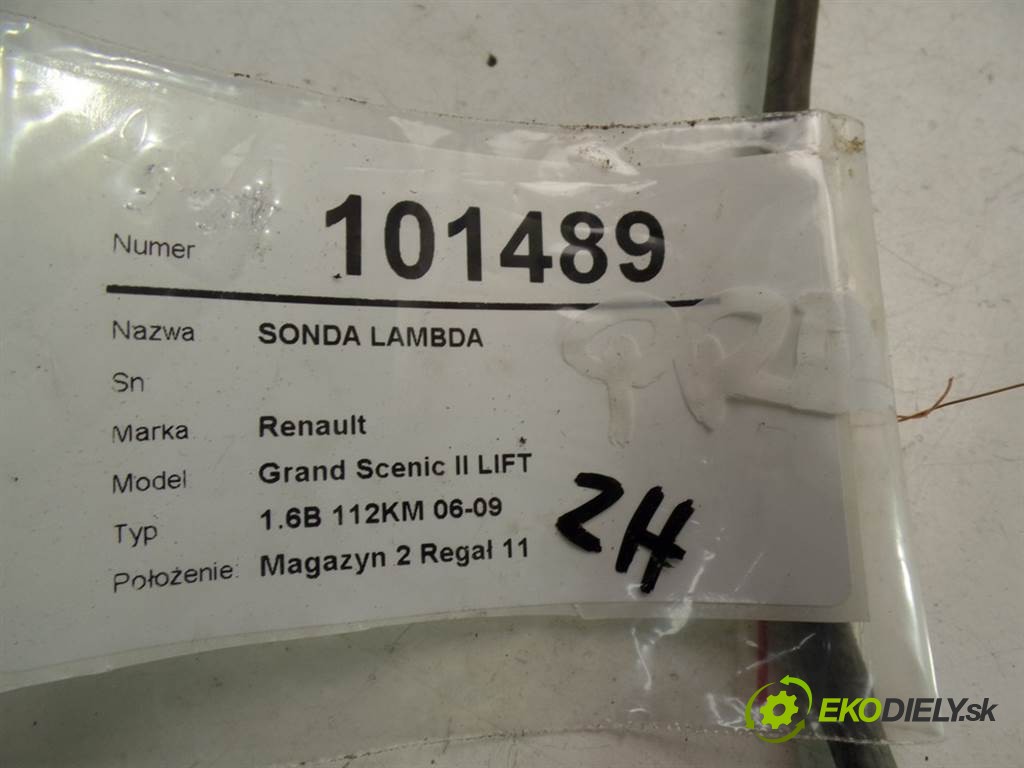 Numer 101489
Nazwa SONDA LAMBDA
Sn
Marka Renault
Model Grand Scenic II LIFT
Typ 1.6B 112KM 06-09
Położenie: Magazyn 2 Regał 11
ZH
EKODIELY.sk